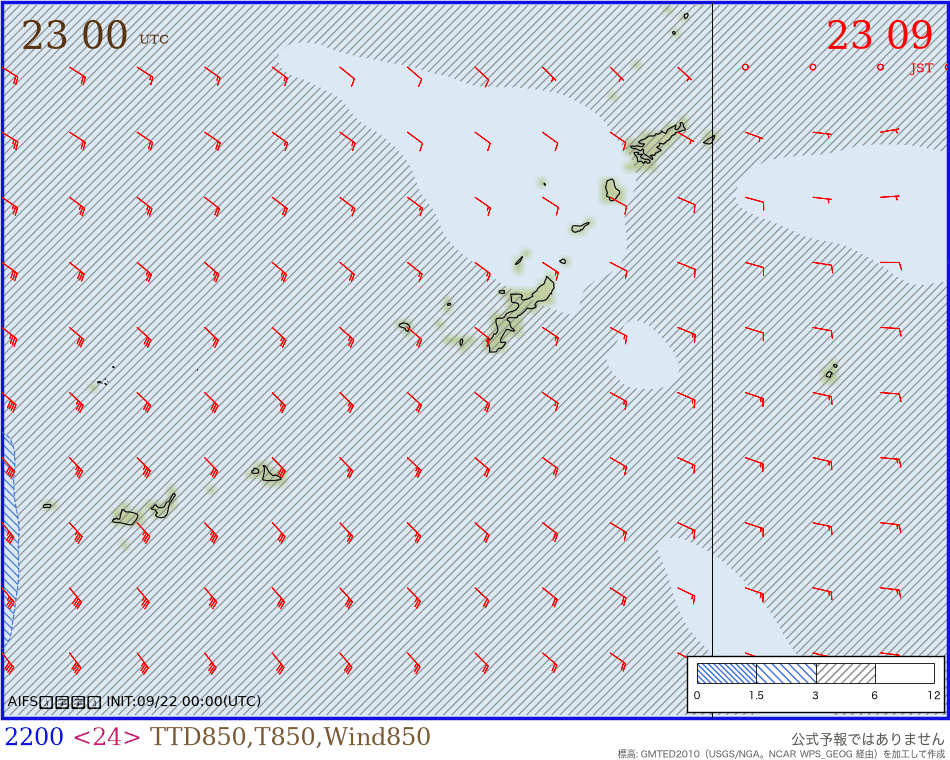 23 00 UTC
23 09
JST
AIFS INIT:09/22 00:00(UTC)
0 1.5 3 6 12
2200 <24> TTD850,T850,Wind850
公式予報ではありません
標高: GMTED2010（USGS/NGA。NCAR WPS_GEOG 経由）を加工して作成